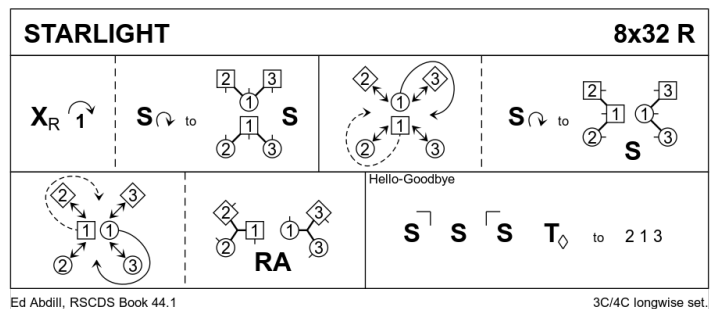 STARLIGHT 8x32 R
X R 1 S to 2 3 1 1 2 3 S
2 3 1 1 2 3 S to 2 3 1 1 2 3 S
2 3 1 1 2 3 2 3 1 1 2 3 RA
Hello-Goodbye
S S S T to 2 1 3
Ed Abdill, RSCDS Book 44.1 3C/4C longwise set.